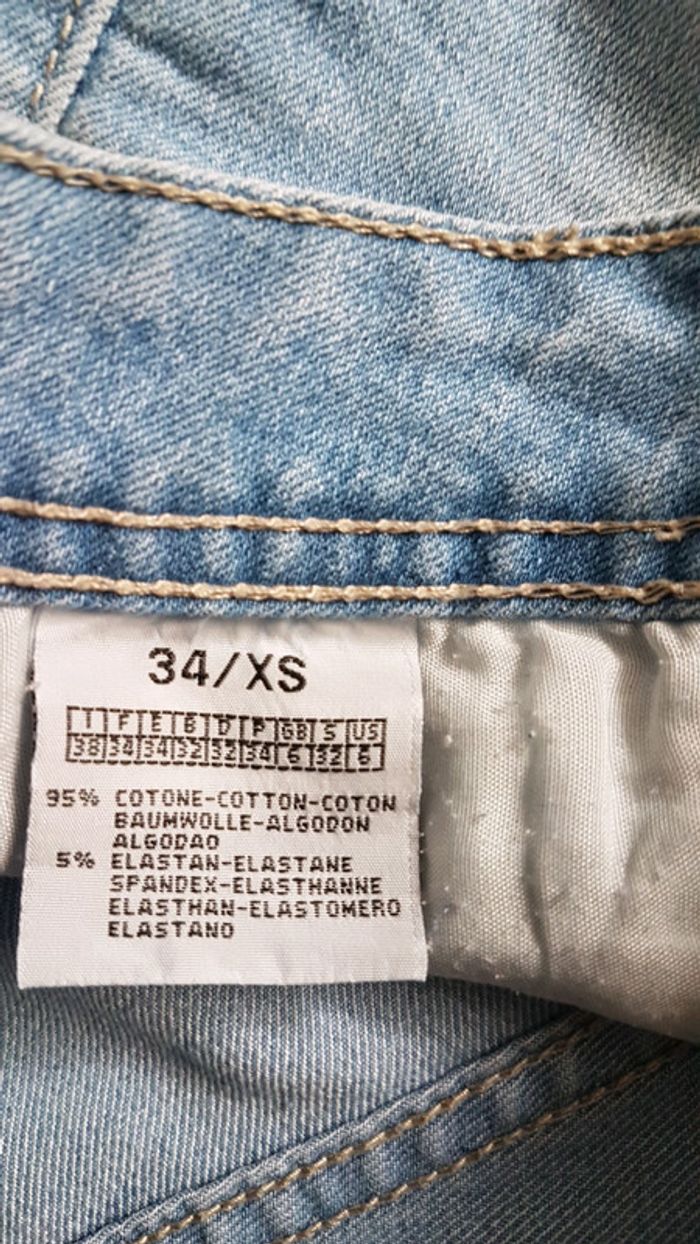 34/XS
I F E B D P GB S US
38 34 34 32 32 34 6 32 6
95% COTONE-COTTON-COTON
BAUMWOLLE-ALGODON
ALGODAO
5% ELASTAN-ELASTANE
SPANDEX-ELASTHANNE
ELASTHAN-ELASTOMERO
ELASTANO